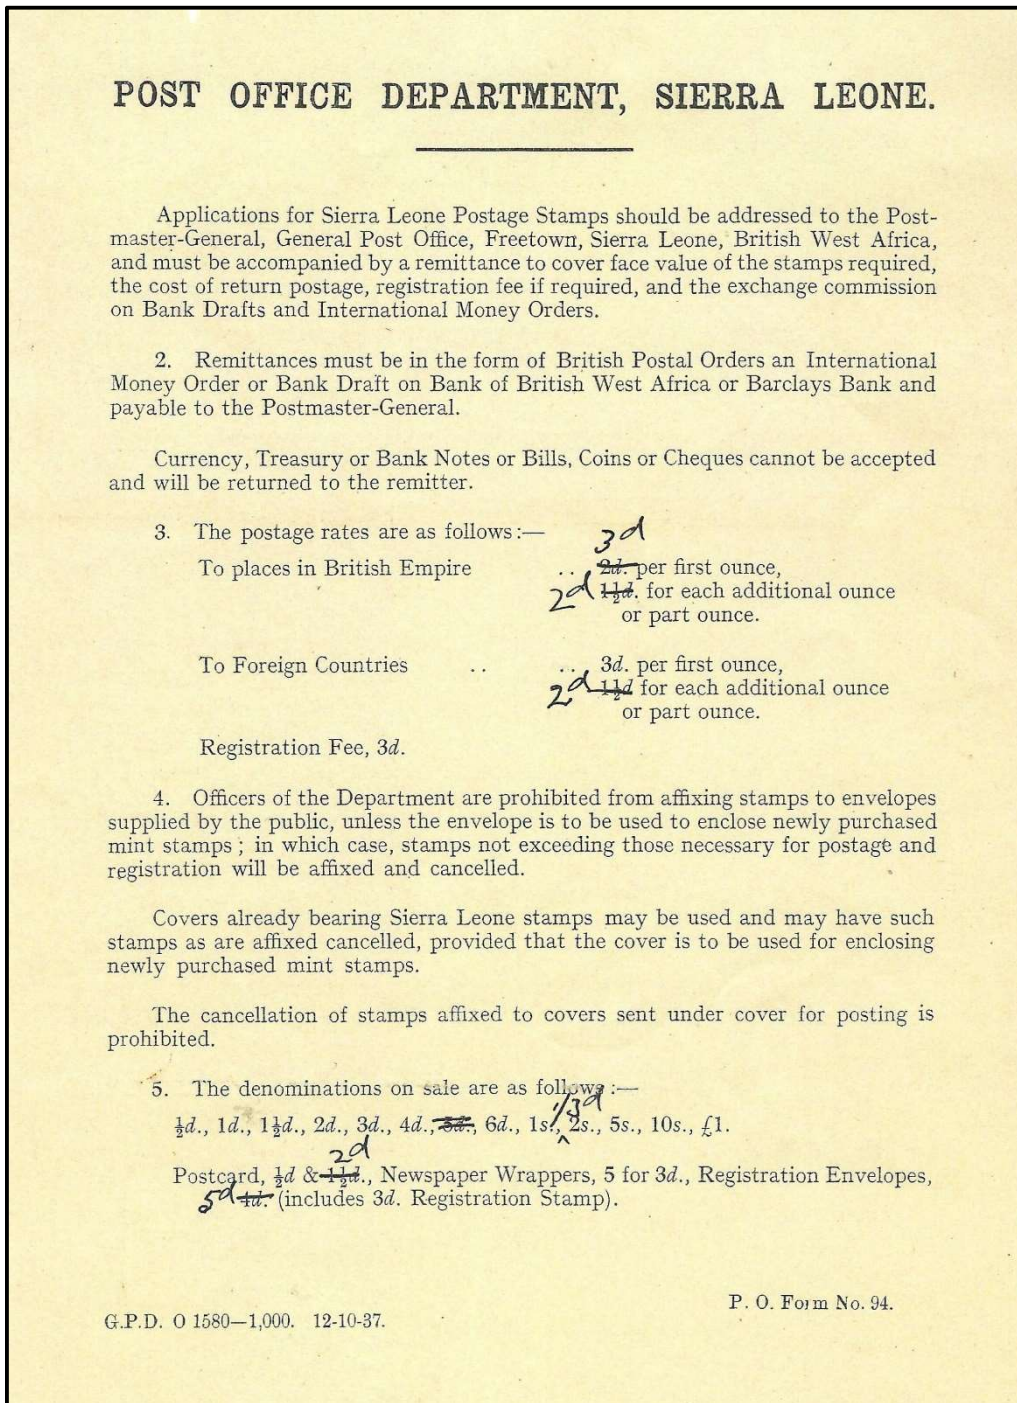 POST OFFICE DEPARTMENT, SIERRA LEONE.
Applications for Sierra Leone Postage Stamps should be addressed to the Post-
master-General, General Post Office, Freetown, Sierra Leone, British West Africa,
and must be accompanied by a remittance to cover face value of the stamps required,
the cost of return postage, registration fee if required, and the exchange commission
on Bank Drafts and International Money Orders.
2. Remittances must be in the form of British Postal Orders an International
Money Order or Bank Draft on Bank of British West Africa or Barclays Bank and
payable to the Postmaster-General.
Currency, Treasury or Bank Notes or Bills, Coins or Cheques cannot be accepted
and will be returned to the remitter.
3. The postage rates are as follows:—
3d
To places in British Empire .. 2d. per first ounce,
2d 1½d. for each additional ounce
or part ounce.
To Foreign Countries .. .. 3d. per first ounce,
2d 1½d for each additional ounce
or part ounce.
Registration Fee, 3d.
4. Officers of the Department are prohibited from affixing stamps to envelopes
supplied by the public, unless the envelope is to be used to enclose newly purchased
mint stamps ; in which case, stamps not exceeding those necessary for postage and
registration will be affixed and cancelled.
Covers already bearing Sierra Leone stamps may be used and may have such
stamps as are affixed cancelled, provided that the cover is to be used for enclosing
newly purchased mint stamps.
The cancellation of stamps affixed to covers sent under cover for posting is
prohibited.
5. The denominations on sale are as follows :—
1/3d
½d., 1d., 1½d., 2d., 3d., 4d., 5d., 6d., 1s., 2s., 5s., 10s., £1.
2d
Postcard, ½d & 1½d., Newspaper Wrappers, 5 for 3d., Registration Envelopes,
5d 4d. (includes 3d. Registration Stamp).
P. O. Form No. 94.
G.P.D. O 1580—1,000. 12-10-37.